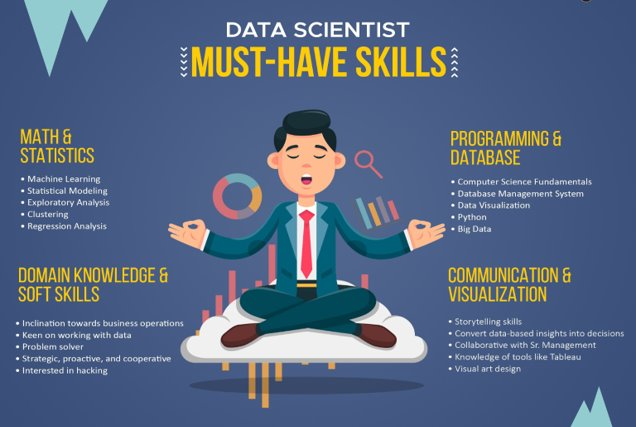 DATA SCIENTIST
MUST-HAVE SKILLS
MATH &
STATISTICS
• Machine Learning
• Statistical Modeling
• Exploratory Analysis
• Clustering
• Regression Analysis
PROGRAMMING &
DATABASE
• Computer Science Fundamentals
• Database Management System
• Data Visualization
• Python
• Big Data
DOMAIN KNOWLEDGE &
SOFT SKILLS
• Inclination towards business operations
• Keen on working with data
• Problem solver
• Strategic, proactive, and cooperative
• Interested in hacking
COMMUNICATION &
VISUALIZATION
• Storytelling skills
• Convert data-based insights into decisions
• Collaborative with Sr. Management
• Knowledge of tools like Tableau
• Visual art design